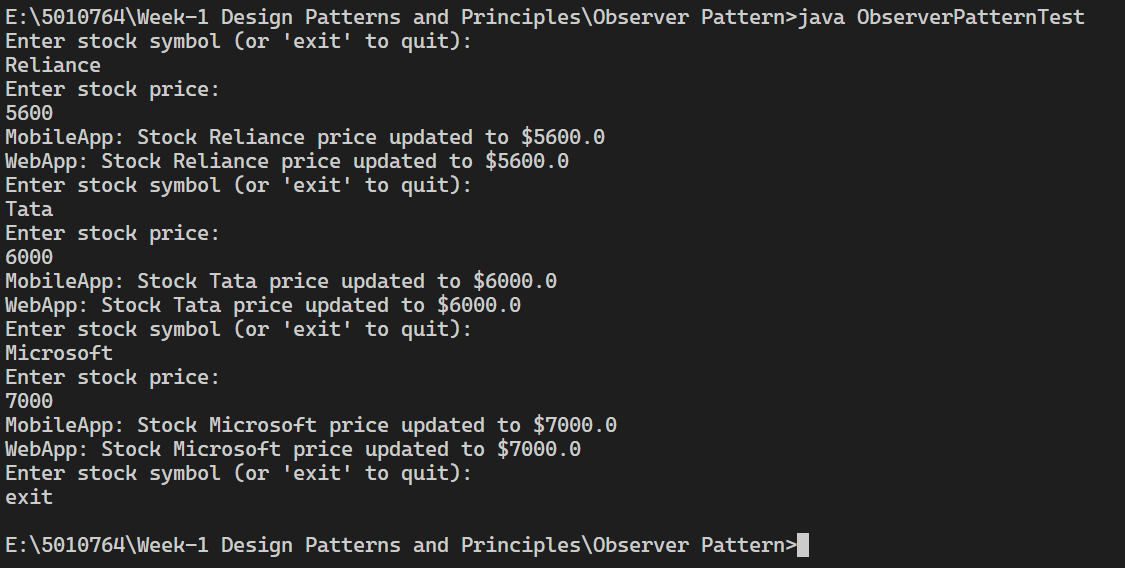 E:\5010764\Week-1 Design Patterns and Principles\Observer Pattern>java ObserverPatternTest
Enter stock symbol (or 'exit' to quit):
Reliance
Enter stock price:
5600
MobileApp: Stock Reliance price updated to $5600.0
WebApp: Stock Reliance price updated to $5600.0
Enter stock symbol (or 'exit' to quit):
Tata
Enter stock price:
6000
MobileApp: Stock Tata price updated to $6000.0
WebApp: Stock Tata price updated to $6000.0
Enter stock symbol (or 'exit' to quit):
Microsoft
Enter stock price:
7000
MobileApp: Stock Microsoft price updated to $7000.0
WebApp: Stock Microsoft price updated to $7000.0
Enter stock symbol (or 'exit' to quit):
exit
E:\5010764\Week-1 Design Patterns and Principles\Observer Pattern>